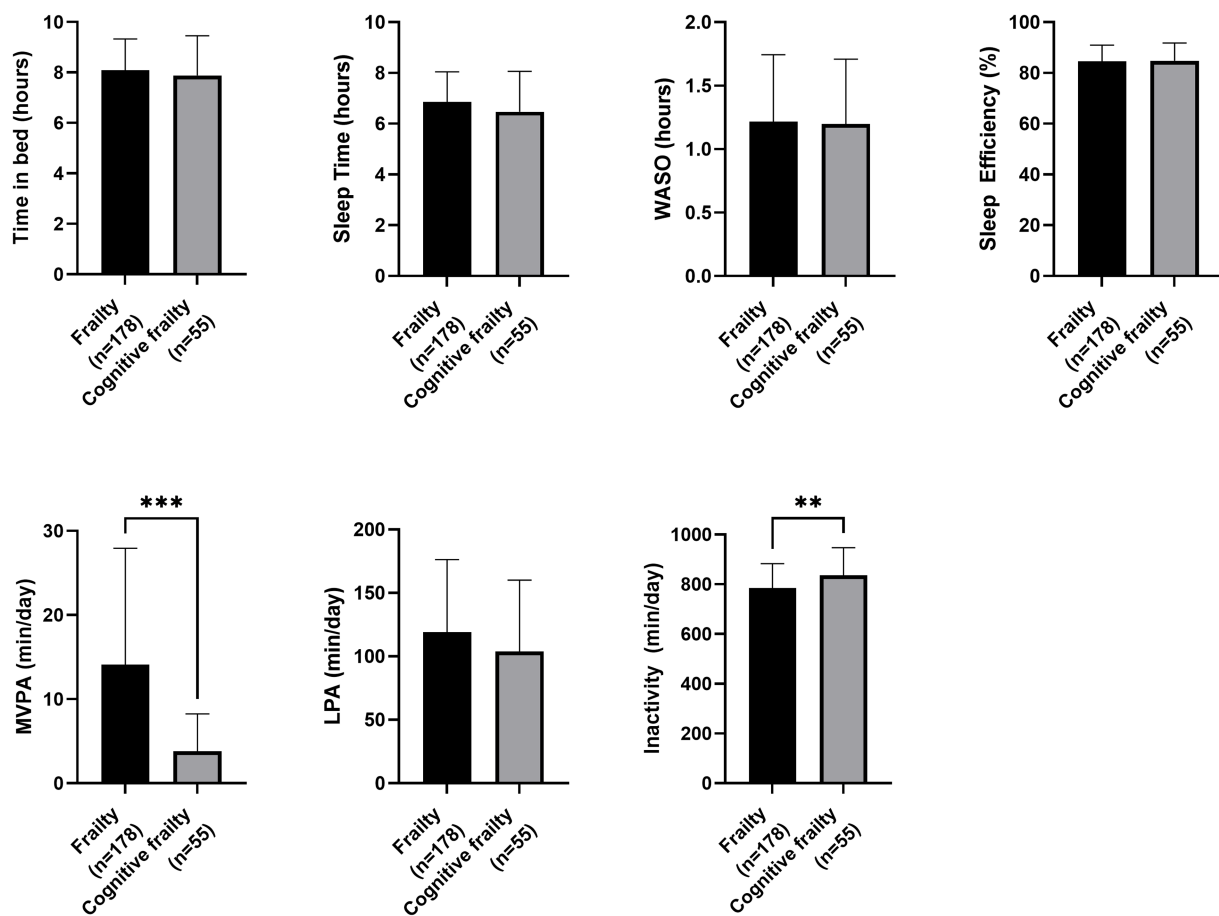 Time in bed (hours)
10
8
6
4
2
0
Frailty
(n=178)
Cognitive frailty
(n=55)
Sleep Time (hours)
10
8
6
4
2
0
Frailty
(n=178)
Cognitive frailty
(n=55)
WASO (hours)
2.0
1.5
1.0
0.5
0.0
Frailty
(n=178)
Cognitive frailty
(n=55)
Sleep Efficiency (%)
100
80
60
40
20
0
Frailty
(n=178)
Cognitive frailty
(n=55)
MVPA (min/day)
***
30
20
10
0
Frailty
(n=178)
Cognitive frailty
(n=55)
LPA (min/day)
200
150
100
50
0
Frailty
(n=178)
Cognitive frailty
(n=55)
Inactivity (min/day)
**
1000
800
600
400
200
0
Frailty
(n=178)
Cognitive frailty
(n=55)